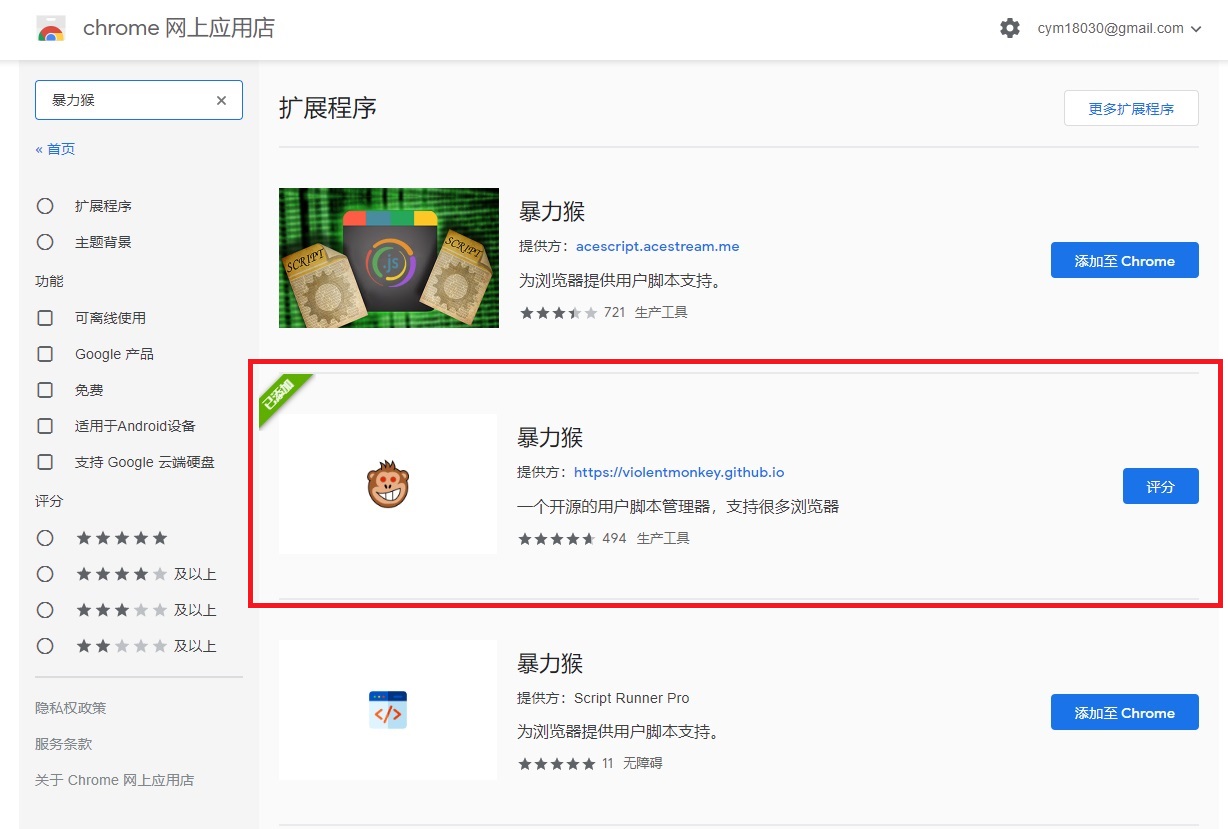 chrome 网上应用店
cym18030@gmail.com
暴力猴
« 首页
扩展程序
主题背景
功能
可离线使用
Google 产品
免费
适用于Android设备
支持 Google 云端硬盘
评分
及以上
及以上
及以上
隐私权政策
服务条款
关于 Chrome 网上应用店
扩展程序
更多扩展程序
SCRIPT
.js
SCRIPT
暴力猴
提供方：acescript.acestream.me
为浏览器提供用户脚本支持。
721 生产工具
添加至 Chrome
已添加
暴力猴
提供方：https://violentmonkey.github.io
一个开源的用户脚本管理器，支持很多浏览器
494 生产工具
评分
暴力猴
提供方：Script Runner Pro
为浏览器提供用户脚本支持。
11 无障碍
添加至 Chrome